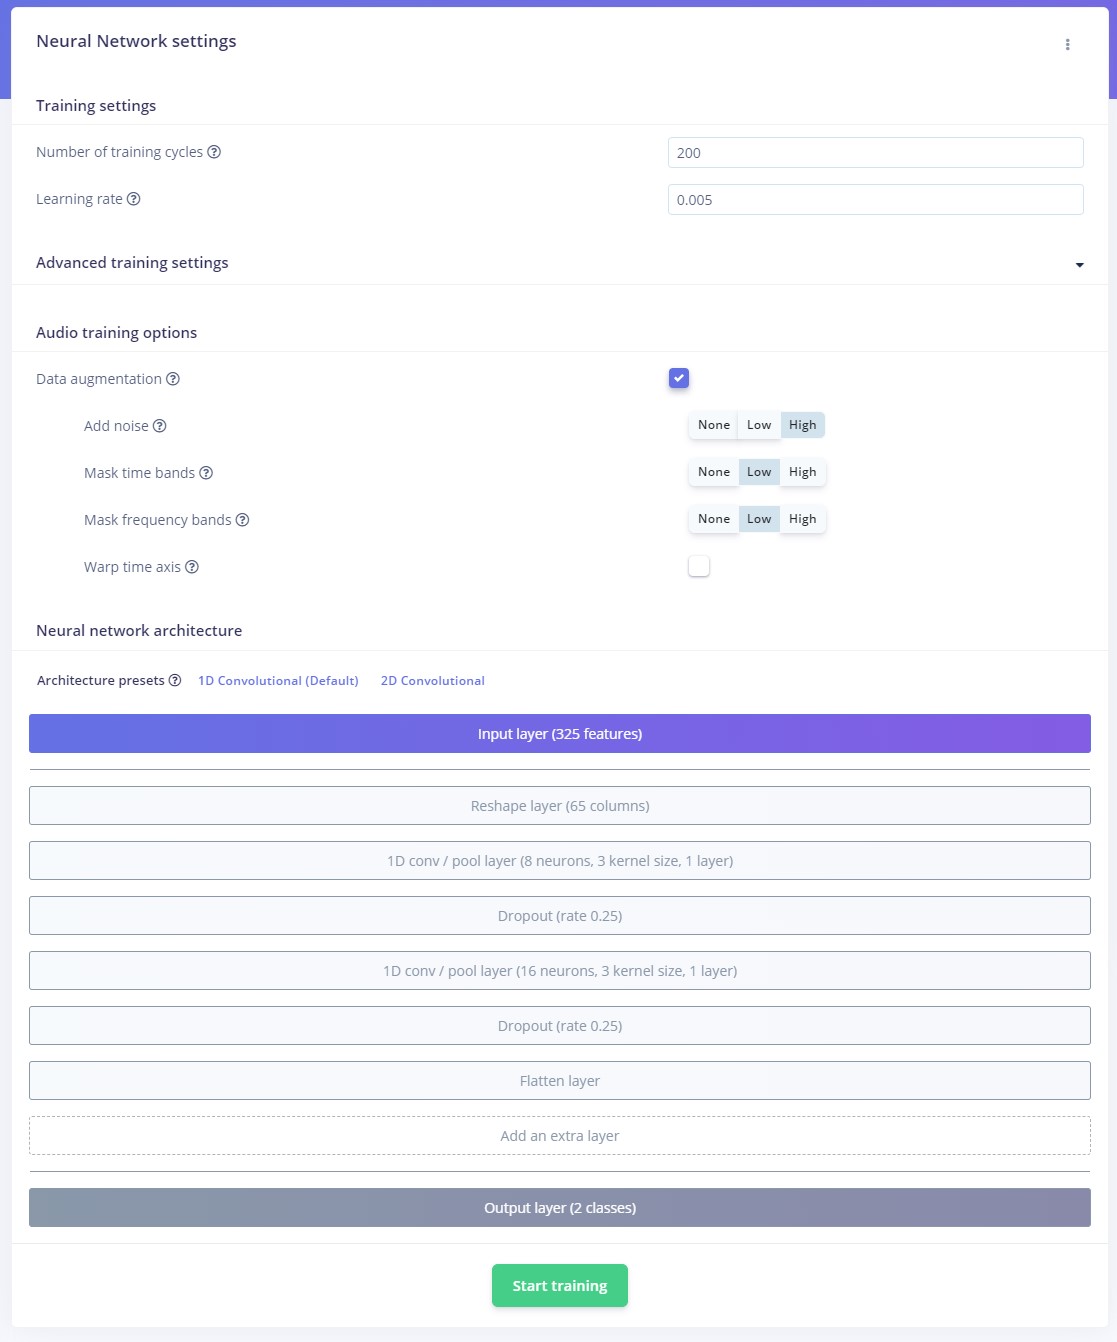 Neural Network settings
Training settings
Number of training cycles
200
Learning rate
0.005
Advanced training settings
Audio training options
Data augmentation
Add noise
None Low High
Mask time bands
None Low High
Mask frequency bands
None Low High
Warp time axis
Neural network architecture
Architecture presets 1D Convolutional (Default) 2D Convolutional
Input layer (325 features)
Reshape layer (65 columns)
1D conv / pool layer (8 neurons, 3 kernel size, 1 layer)
Dropout (rate 0.25)
1D conv / pool layer (16 neurons, 3 kernel size, 1 layer)
Dropout (rate 0.25)
Flatten layer
Add an extra layer
Output layer (2 classes)
Start training